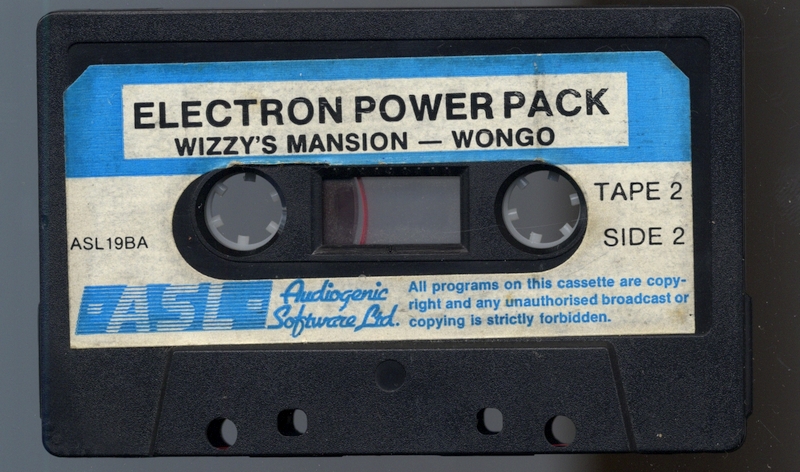 ELECTRON POWER PACK
WIZZY'S MANSION — WONGO
TAPE 2
ASL19BA
SIDE 2
ASL
Audiogenic
Software Ltd.
All programs on this cassette are copy-
right and any unauthorised broadcast or
copying is strictly forbidden.